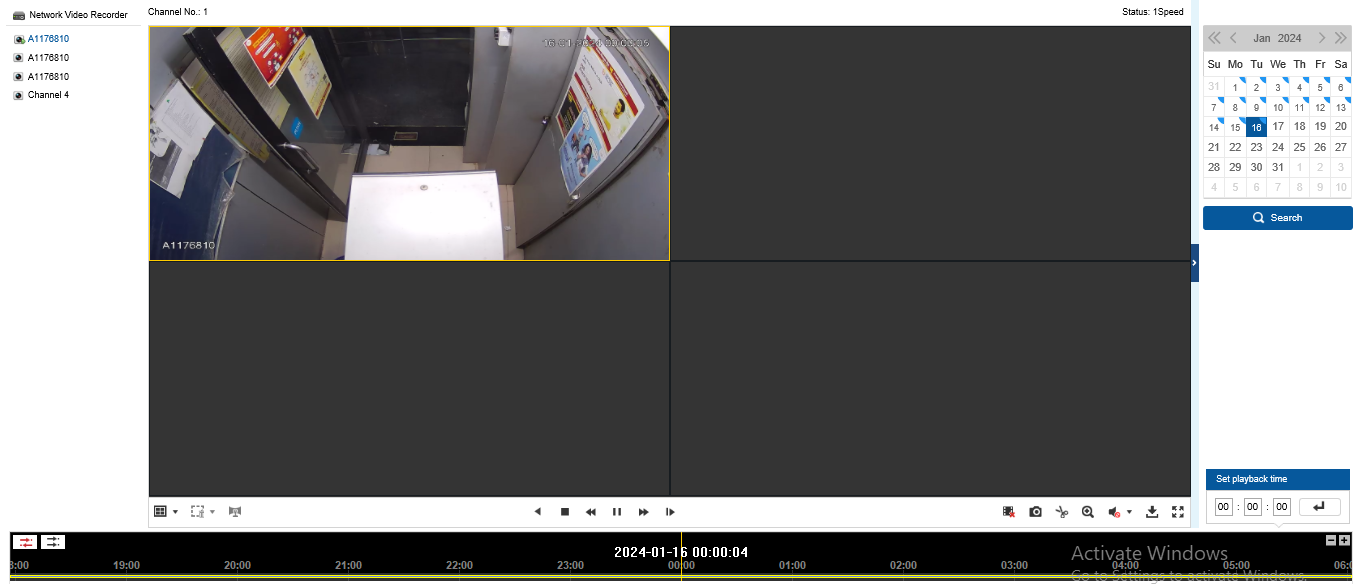 Network Video Recorder
A1176810
A1176810
A1176810
Channel 4
Channel No.: 1
Status: 1Speed
16-01-2024 00:00:05
A1176810
Jan 2024
Su Mo Tu We Th Fr Sa
31 1 2 3 4 5 6
7 8 9 10 11 12 13
14 15 16 17 18 19 20
21 22 23 24 25 26 27
28 29 30 31 1 2 3
4 5 6 7 8 9 10
Search
Set playback time
00 : 00 : 00
2024-01-16 00:00:04
8:00 19:00 20:00 21:00 22:00 23:00 00:00 01:00 02:00 03:00 04:00 05:00 06:0
Activate Windows
Go to Settings to activate Windows.